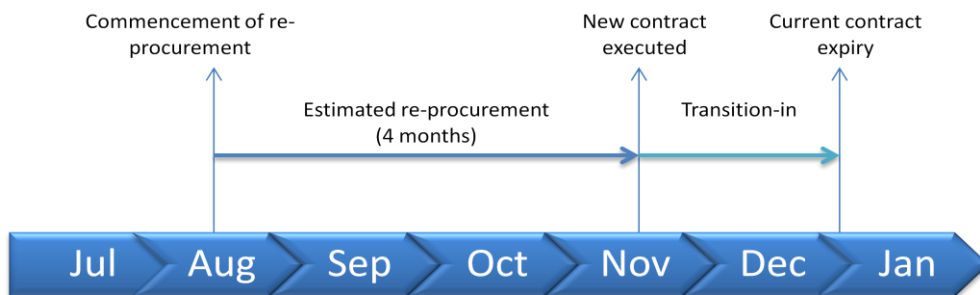 Commencement of re-
procurement
New contract
executed
Current contract
expiry
Estimated re-procurement
(4 months)
Transition-in
Jul
Aug
Sep
Oct
Nov
Dec
Jan